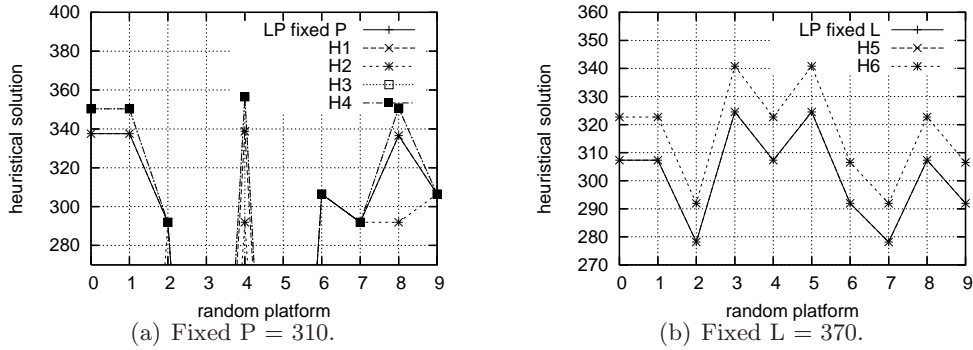 400
380
360
340
320
300
280
heuristical solution
LP fixed P
H1
H2
H3
H4
0 1 2 3 4 5 6 7 8 9
random platform
(a) Fixed P = 310.
360
350
340
330
320
310
300
290
280
270
heuristical solution
LP fixed L
H5
H6
0 1 2 3 4 5 6 7 8 9
random platform
(b) Fixed L = 370.